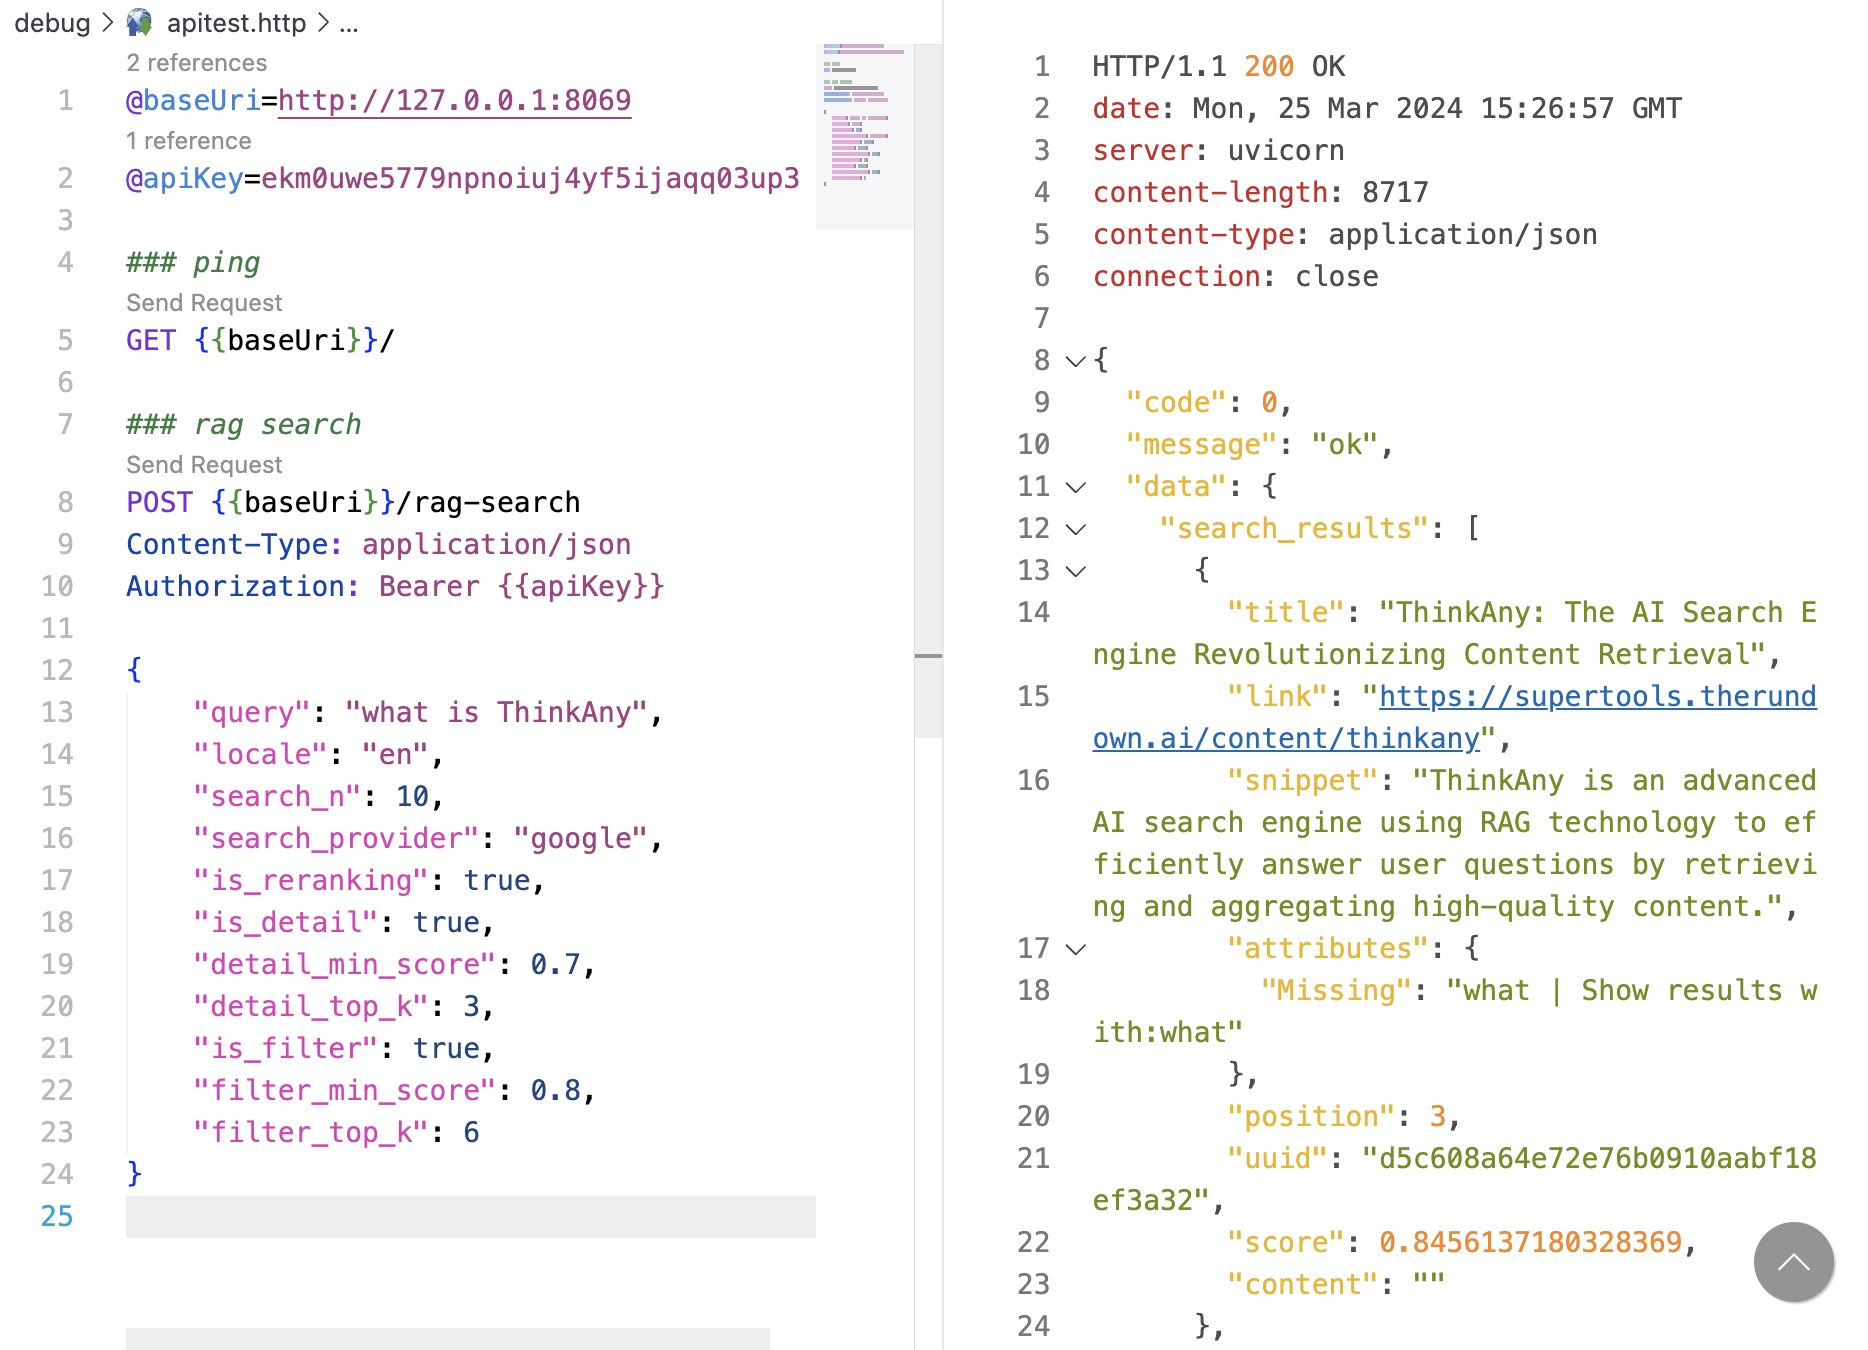 debug > apitest.http > ...
2 references
1 @baseUri=http://127.0.0.1:8069
1 reference
2 @apiKey=ekm0uwe5779npnoiuj4yf5ijaqq03up3
3
4 ### ping
Send Request
5 GET {{baseUri}}/
6
7 ### rag search
Send Request
8 POST {{baseUri}}/rag-search
9 Content-Type: application/json
10 Authorization: Bearer {{apiKey}}
11
12 {
13 "query": "what is ThinkAny",
14 "locale": "en",
15 "search_n": 10,
16 "search_provider": "google",
17 "is_reranking": true,
18 "is_detail": true,
19 "detail_min_score": 0.7,
20 "detail_top_k": 3,
21 "is_filter": true,
22 "filter_min_score": 0.8,
23 "filter_top_k": 6
24 }
25
1 HTTP/1.1 200 OK
2 date: Mon, 25 Mar 2024 15:26:57 GMT
3 server: uvicorn
4 content-length: 8717
5 content-type: application/json
6 connection: close
7
8 {
9 "code": 0,
10 "message": "ok",
11 "data": {
12 "search_results": [
13 {
14 "title": "ThinkAny: The AI Search E
ngine Revolutionizing Content Retrieval",
15 "link": "https://supertools.therund
own.ai/content/thinkany",
16 "snippet": "ThinkAny is an advanced
AI search engine using RAG technology to ef
ficiently answer user questions by retrievi
ng and aggregating high-quality content.",
17 "attributes": {
18 "Missing": "what | Show results w
ith:what"
19 },
20 "position": 3,
21 "uuid": "d5c608a64e72e76b0910aabf18
ef3a32",
22 "score": 0.8456137180328369,
23 "content": ""
24 },